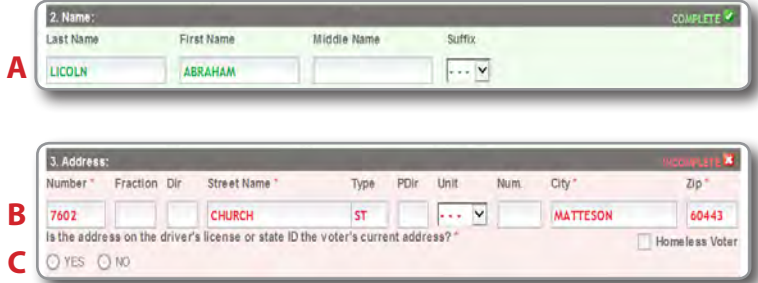 2. Name: COMPLETE
Last Name First Name Middle Name Suffix
A LICOLN ABRAHAM - - -
3. Address: INCOMPLETE
Number * Fraction Dir Street Name * Type PDir Unit Num City * Zip *
B 7602 CHURCH ST - - - MATTESON 60443
Is the address on the driver's license or state ID the voter's current address? * Homeless Voter
C YES NO